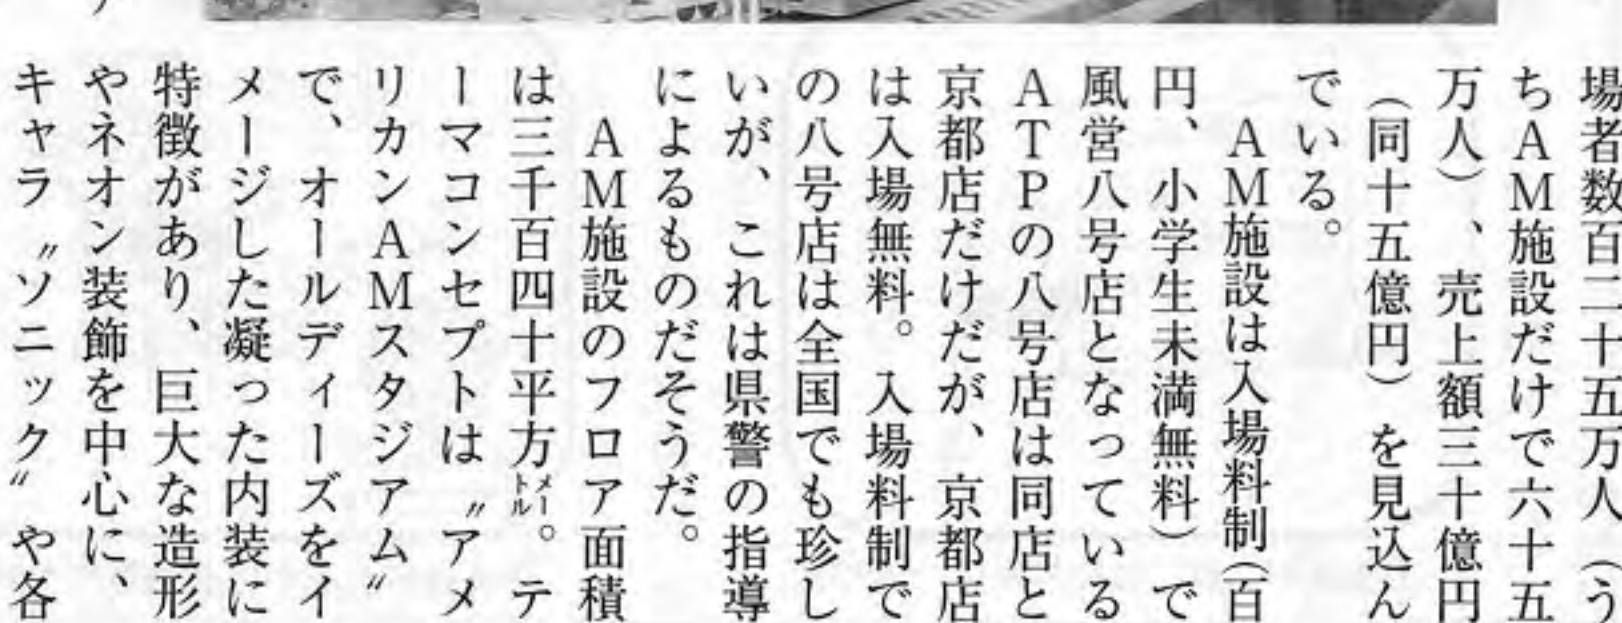 場者数百二十五万人（う
ちＡＭ施設だけで六十五
万人）、売上額三十億円
（同十五億円）を見込ん
でいる。
　ＡＭ施設は入場料制（百
円、小学生未満無料）で
風営八号店となっている
ＡＴＰの八号店は同店と
京都店だけだが、京都店
は入場無料。入場料制で
の八号店は全国でも珍し
いが、これは県警の指導
によるものだそうだ。
　ＡＭ施設のフロア面積
は三千百四十平方メートル。テ
ーマコンセプトは〝アメ
リカンＡＭスタジアム〟
で、オールディーズをイ
メージした凝った内装に
特徴があり、巨大な造形
やネオン装飾を中心に、
キャラ〝ソニック〟や各